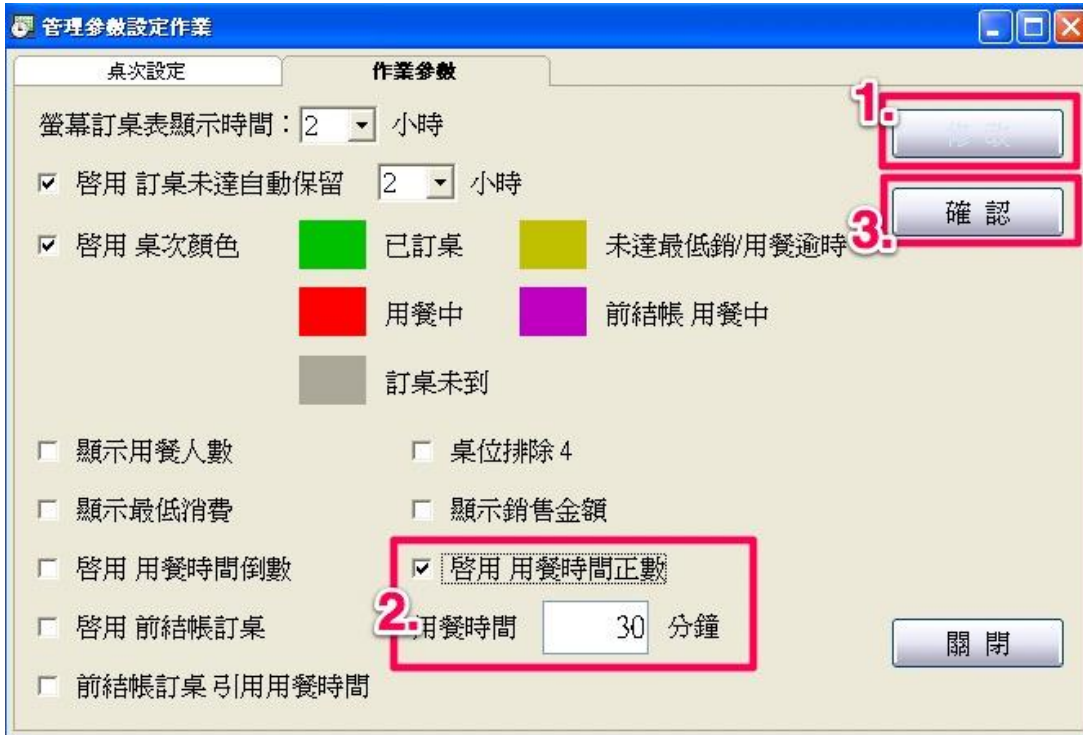 管理參數設定作業
桌次設定 作業參數
螢幕訂桌表顯示時間：2 小時
1. 修 改
啓用 訂桌未達自動保留 2 小時
3. 確 認
啓用 桌次顏色 已訂桌 未達最低銷/用餐逾時
用餐中 前結帳 用餐中
訂桌未到
顯示用餐人數 桌位排除 4
顯示最低消費 顯示銷售金額
啓用 用餐時間倒數 啓用 用餐時間正數
啓用 前結帳訂桌 2. 用餐時間 30 分鐘
關 閉
前結帳訂桌 引用用餐時間